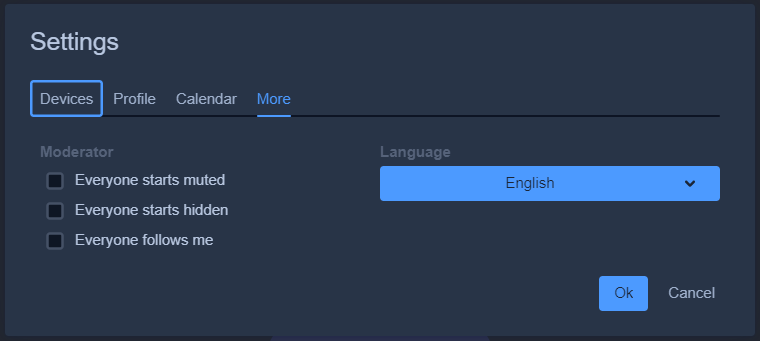 Settings
Devices Profile Calendar More
Moderator
Everyone starts muted
Everyone starts hidden
Everyone follows me
Language
English
Ok Cancel